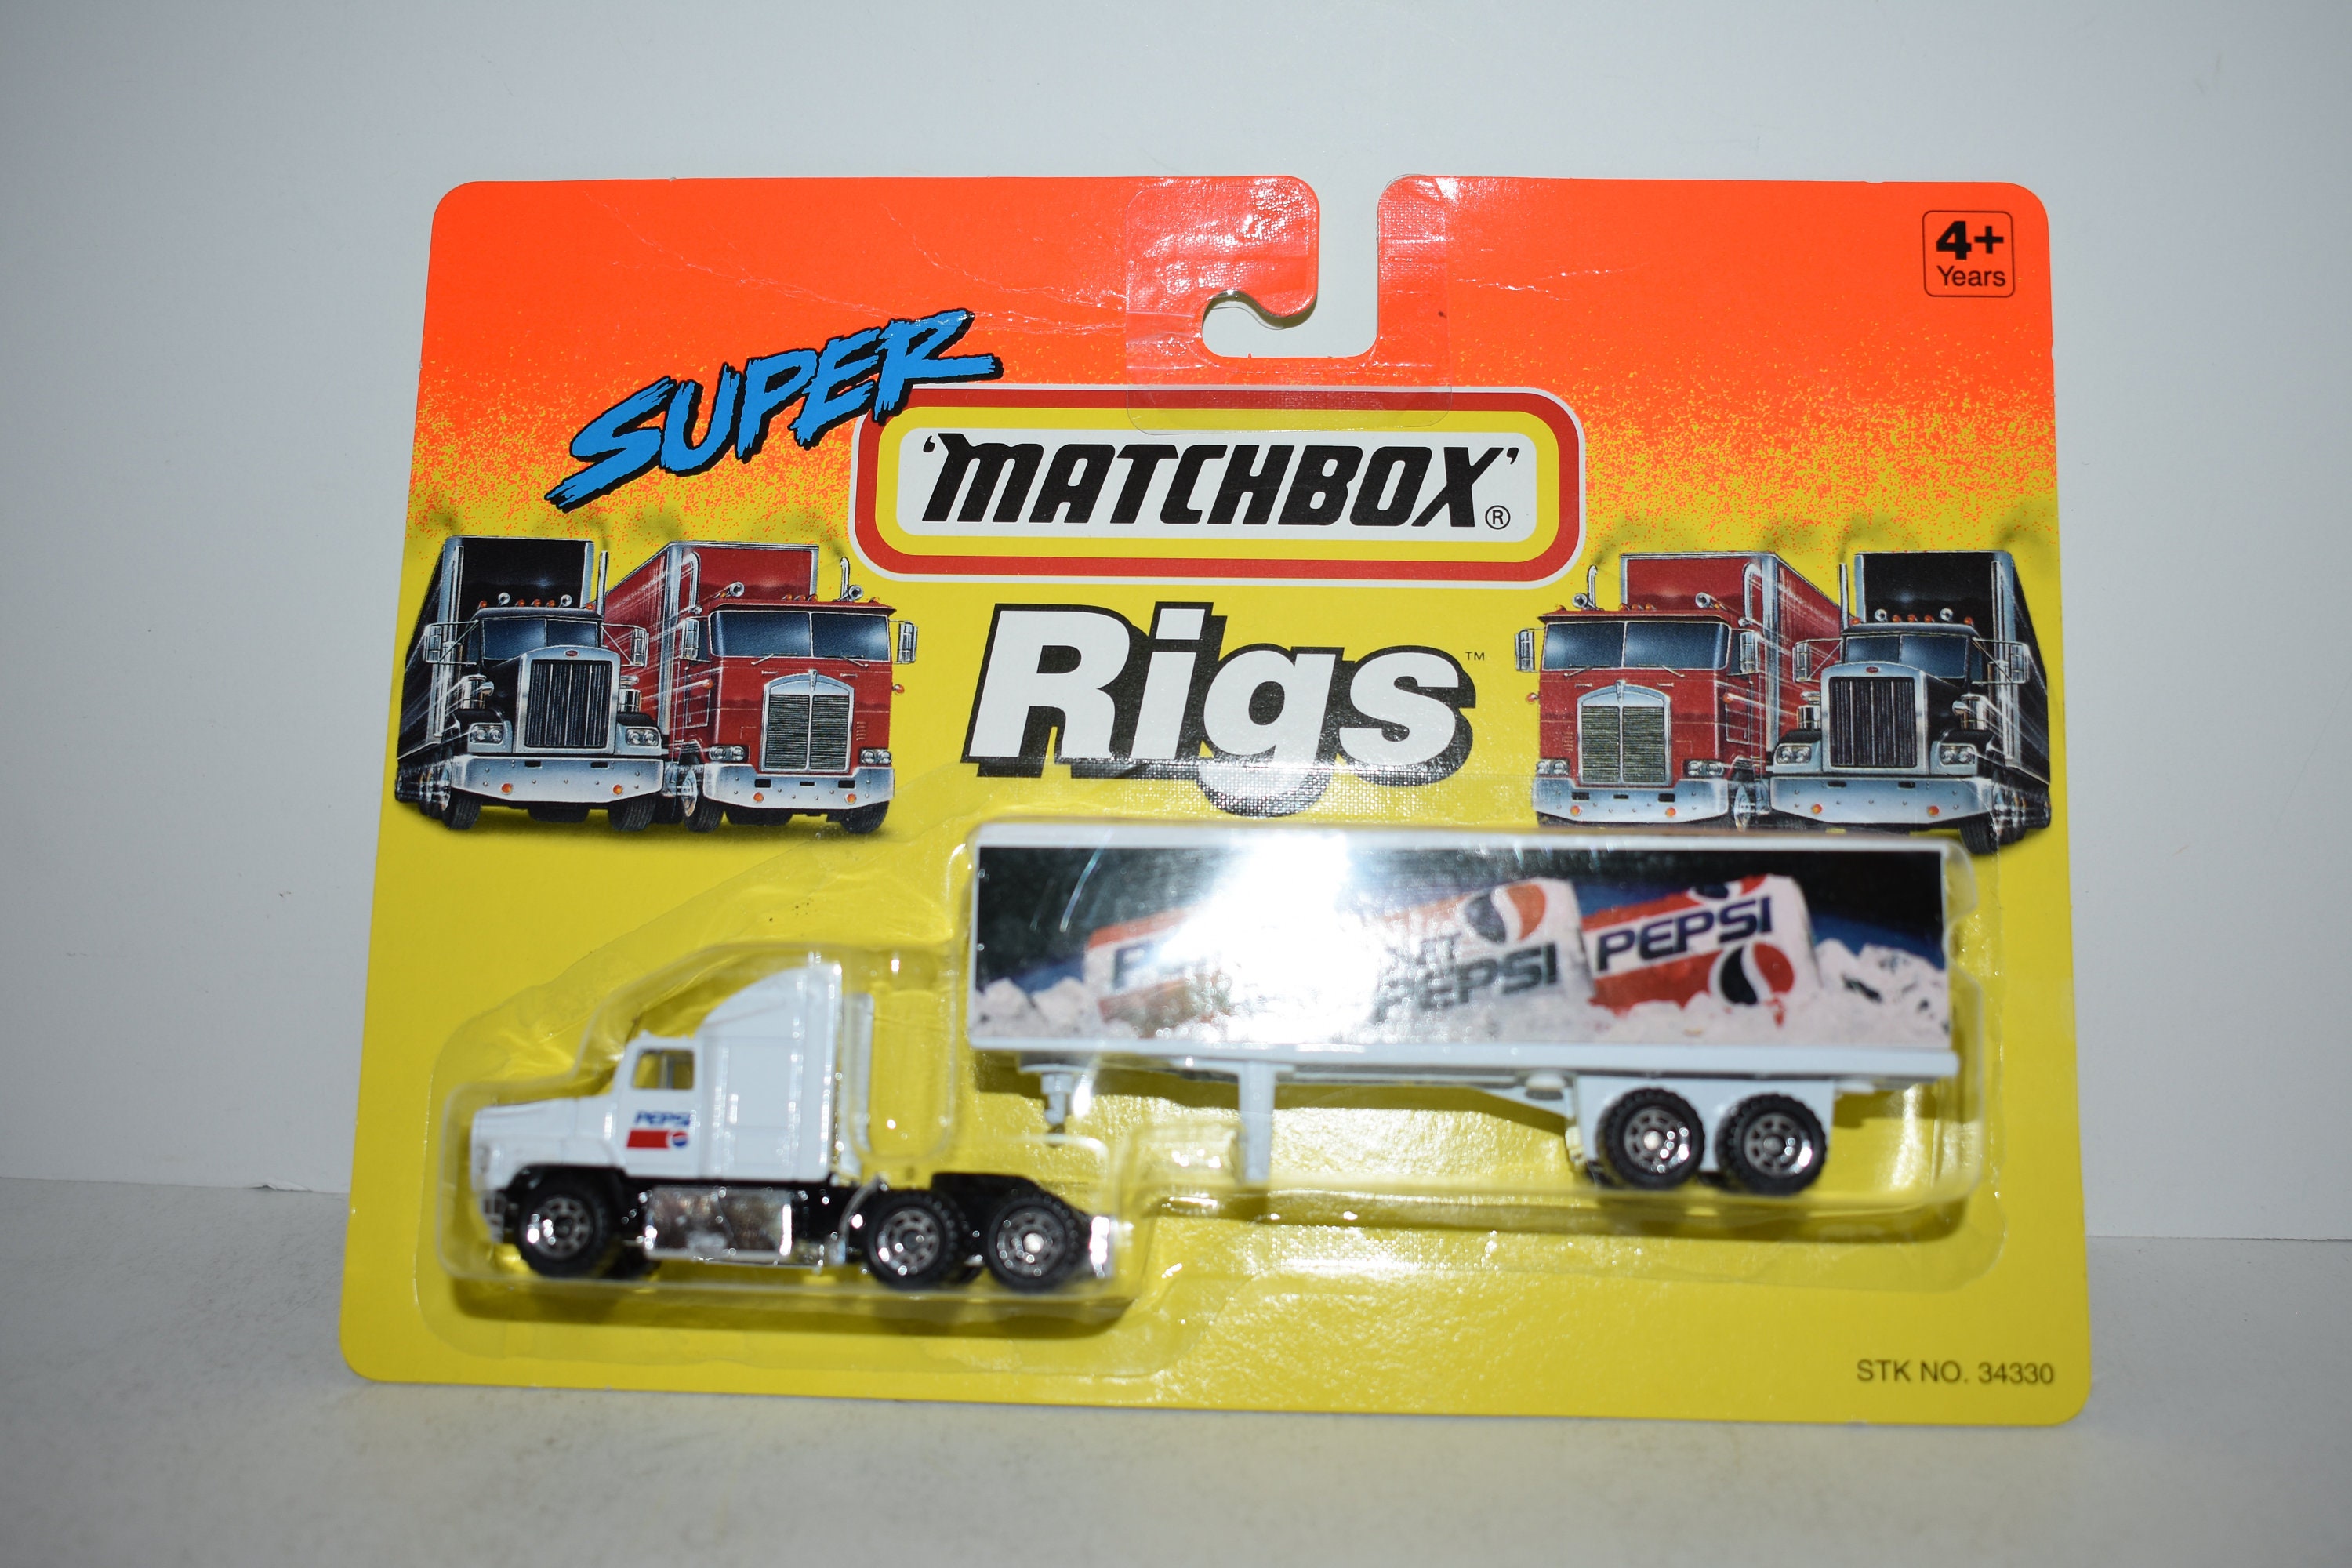 4+
Years
SUPER
'MATCHBOX'®
Rigs™
PEPSI
PEPSI
PEPSI
STK NO. 34330